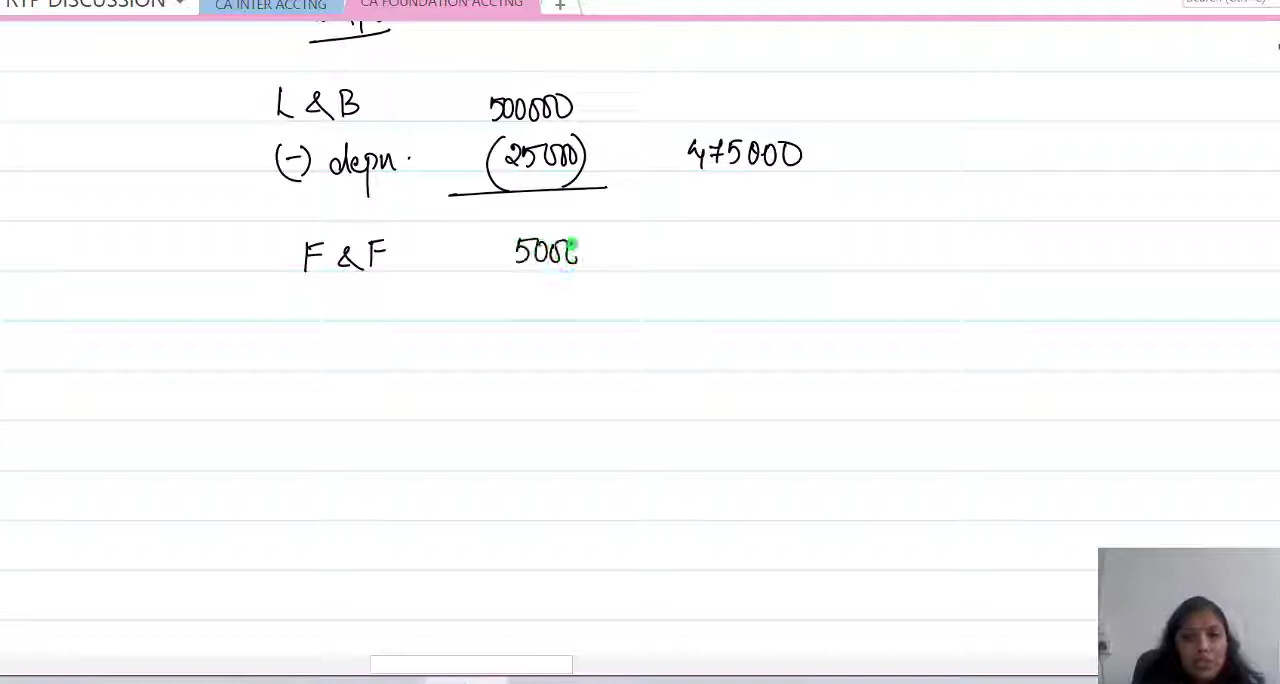 RTP DISCUSSION CA INTER ACCTNG CA FOUNDATION ACCTNG +
L & B 500000
(-) depn. (25000) 475000
F & F 5000